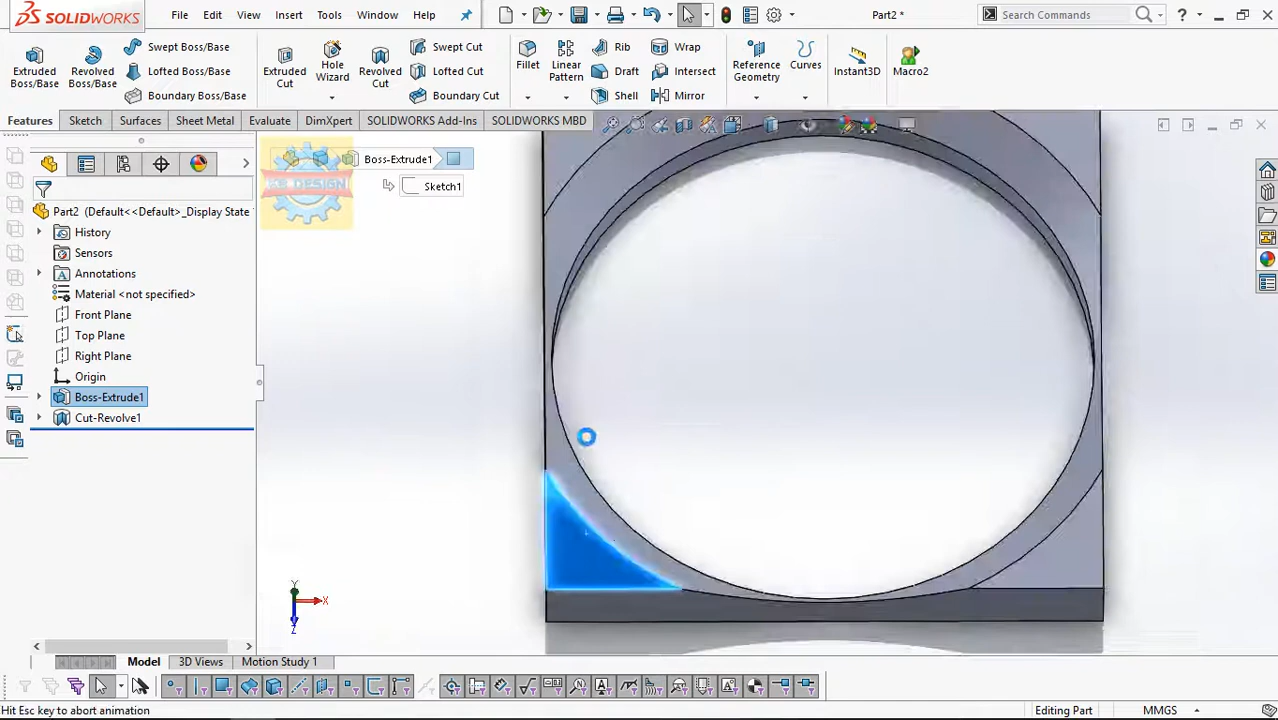 SOLIDWORKS File Edit View Insert Tools Window Help Part2 * Search Commands
Extruded Boss/Base Revolved Boss/Base Swept Boss/Base Lofted Boss/Base Boundary Boss/Base Extruded Cut Hole Wizard Revolved Cut Swept Cut Lofted Cut Boundary Cut Fillet Linear Pattern Rib Draft Shell Wrap Intersect Mirror Reference Geometry Curves Instant3D Macro2
Features Sketch Surfaces Sheet Metal Evaluate DimXpert SOLIDWORKS Add-Ins SOLIDWORKS MBD
Boss-Extrude1
Sketch1
DESIGN
Part2 (Default<<Default>_Display State
History
Sensors
Annotations
Material <not specified>
Front Plane
Top Plane
Right Plane
Origin
Boss-Extrude1
Cut-Revolve1
Y
X
Z
Model 3D Views Motion Study 1
Hit Esc key to abort animation Editing Part MMGS